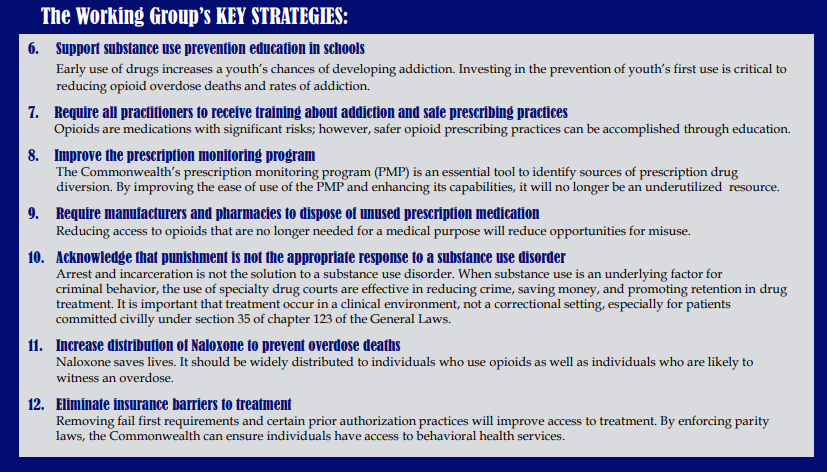 The Working Group's KEY STRATEGIES:
6. Support substance use prevention education in schools
Early use of drugs increases a youth's chances of developing addiction. Investing in the prevention of youth's first use is critical to
reducing opioid overdose deaths and rates of addiction.
7. Require all practitioners to receive training about addiction and safe prescribing practices
Opioids are medications with significant risks; however, safer opioid prescribing practices can be accomplished through education.
8. Improve the prescription monitoring program
The Commonwealth's prescription monitoring program (PMP) is an essential tool to identify sources of prescription drug
diversion. By improving the ease of use of the PMP and enhancing its capabilities, it will no longer be an underutilized resource.
9. Require manufacturers and pharmacies to dispose of unused prescription medication
Reducing access to opioids that are no longer needed for a medical purpose will reduce opportunities for misuse.
10. Acknowledge that punishment is not the appropriate response to a substance use disorder
Arrest and incarceration is not the solution to a substance use disorder. When substance use is an underlying factor for
criminal behavior, the use of specialty drug courts are effective in reducing crime, saving money, and promoting retention in drug
treatment. It is important that treatment occur in a clinical environment, not a correctional setting, especially for patients
committed civilly under section 35 of chapter 123 of the General Laws.
11. Increase distribution of Naloxone to prevent overdose deaths
Naloxone saves lives. It should be widely distributed to individuals who use opioids as well as individuals who are likely to
witness an overdose.
12. Eliminate insurance barriers to treatment
Removing fail first requirements and certain prior authorization practices will improve access to treatment. By enforcing parity
laws, the Commonwealth can ensure individuals have access to behavioral health services.